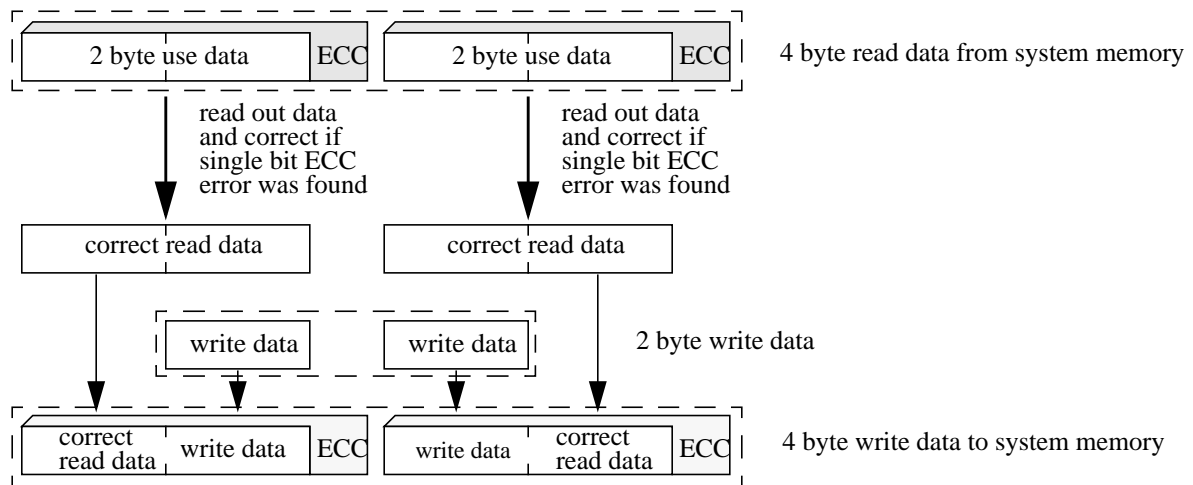 2 byte use data ECC 2 byte use data ECC 4 byte read data from system memory
read out data
and correct if
single bit ECC
error was found
read out data
and correct if
single bit ECC
error was found
correct read data correct read data
write data write data 2 byte write data
correct
read data write data ECC write data correct
read data ECC 4 byte write data to system memory